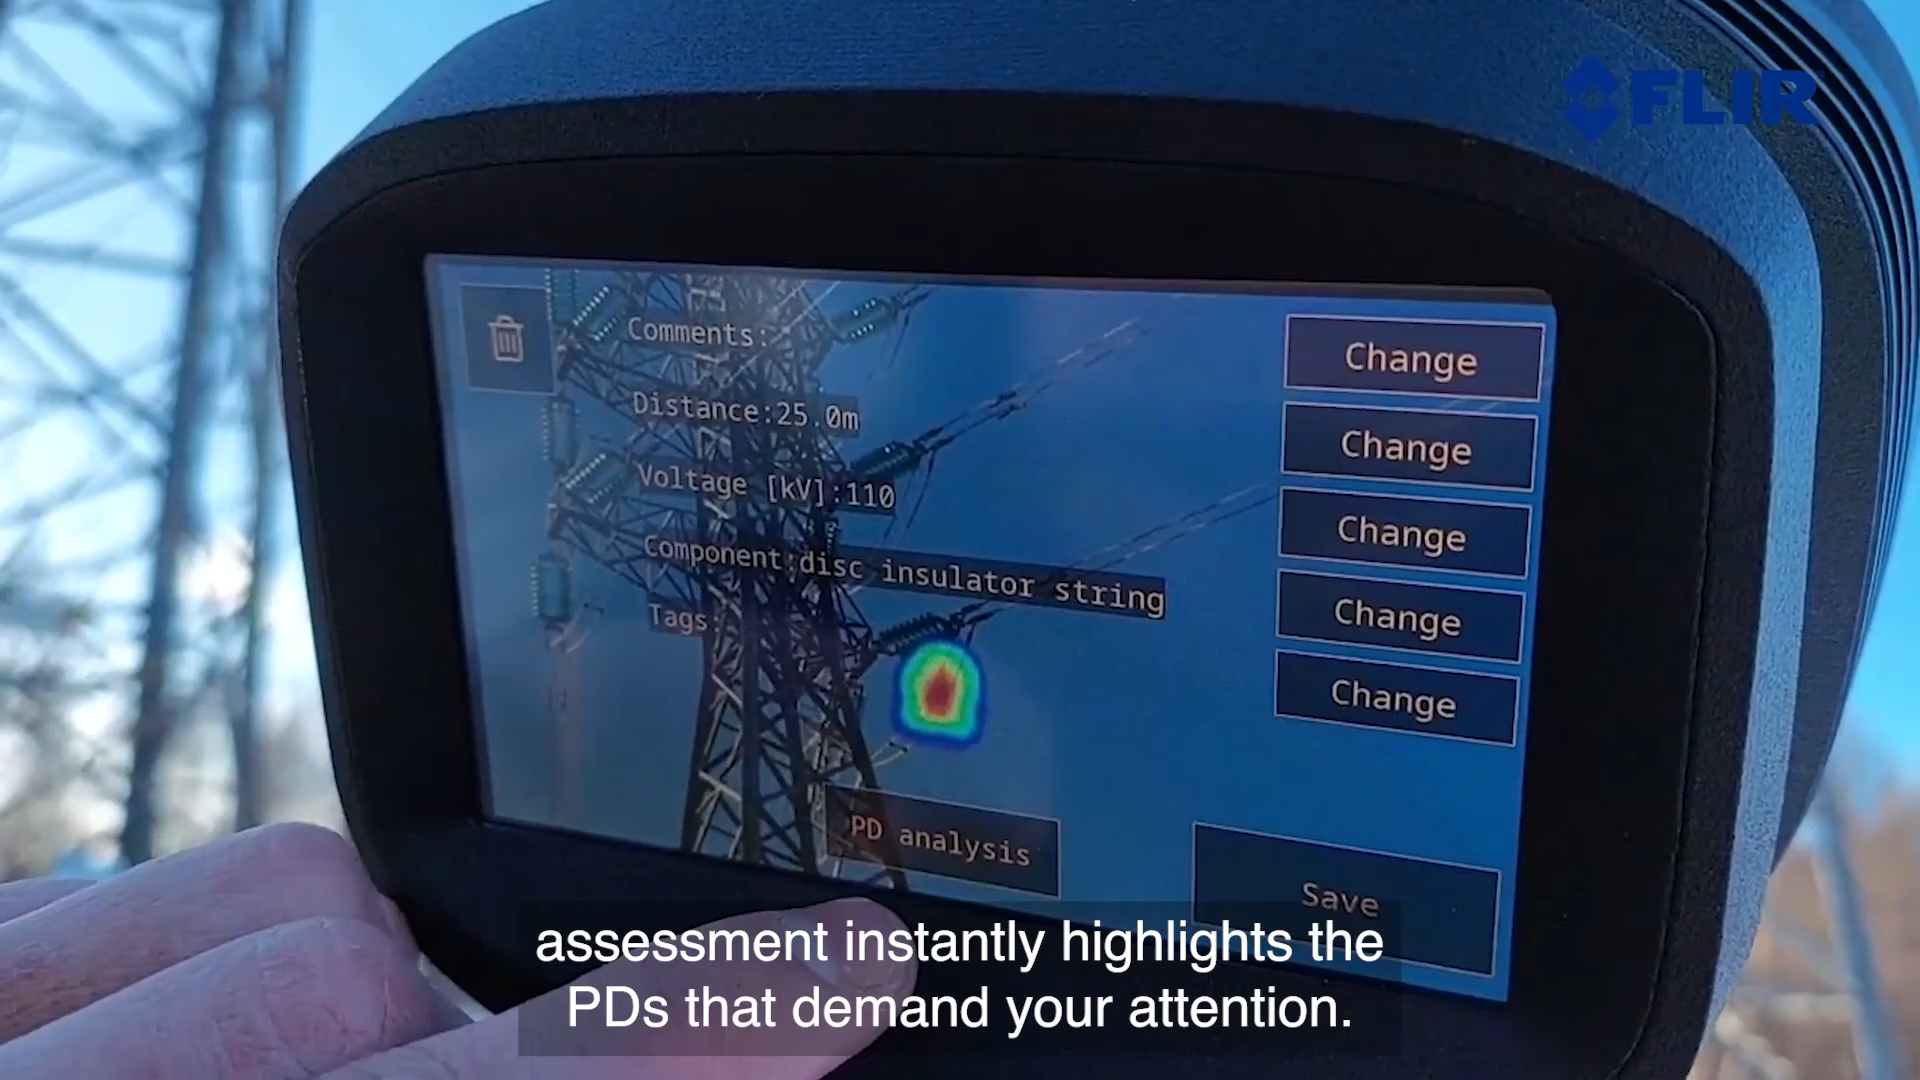 FLIR
Comments:
Change
Distance:25.0m
Change
Voltage [kV]:110
Change
Component:disc insulator string
Change
Tags:
Change
PD analysis
Save
assessment instantly highlights the
PDs that demand your attention.